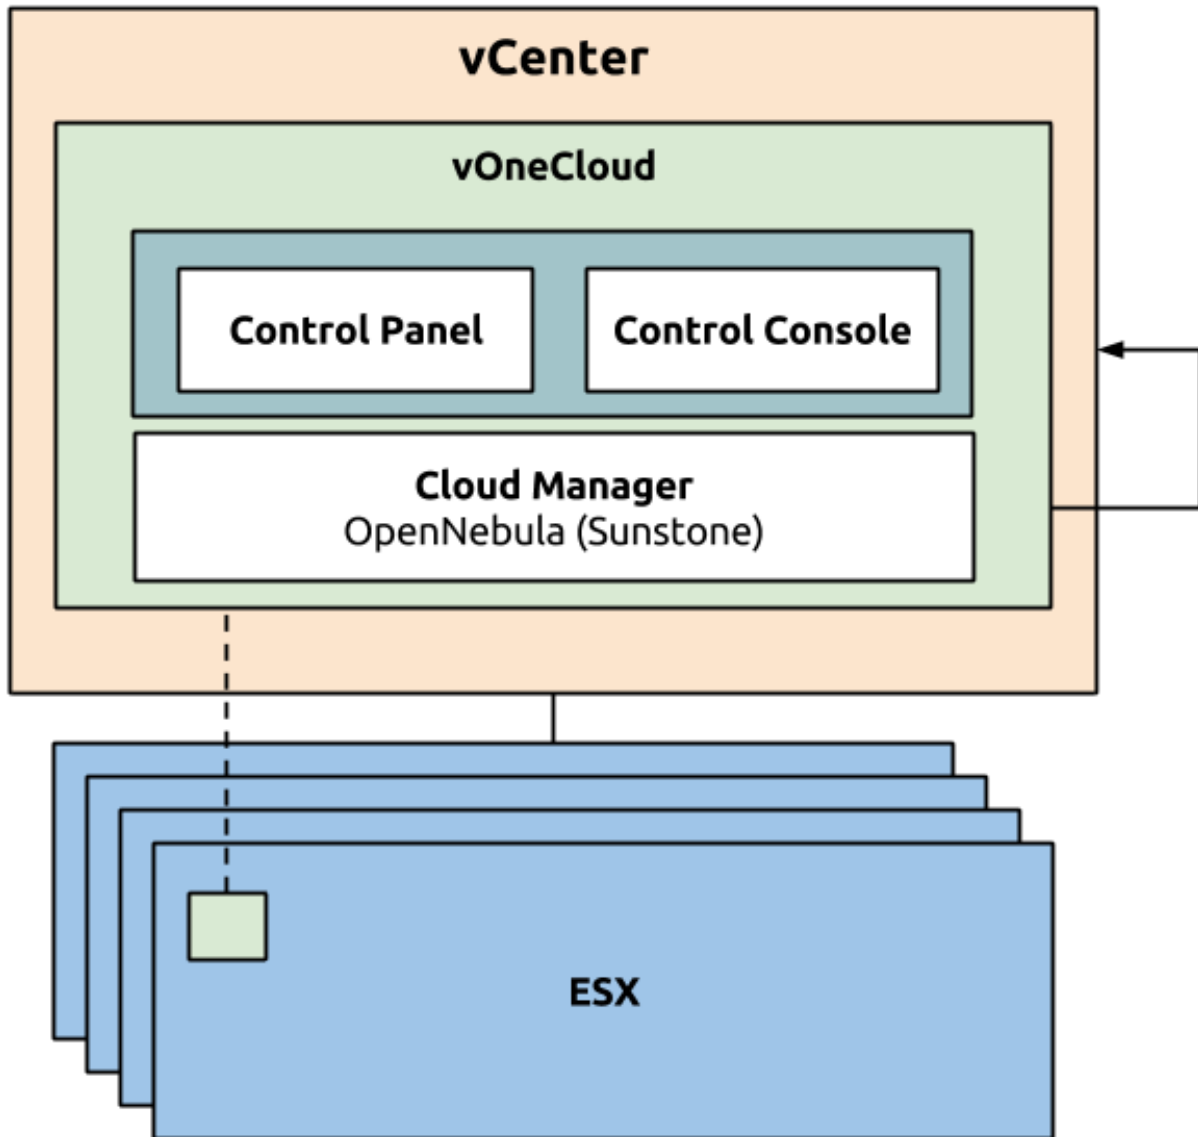 vCenter
vOneCloud
Control Panel
Control Console
Cloud Manager
OpenNebula (Sunstone)
ESX